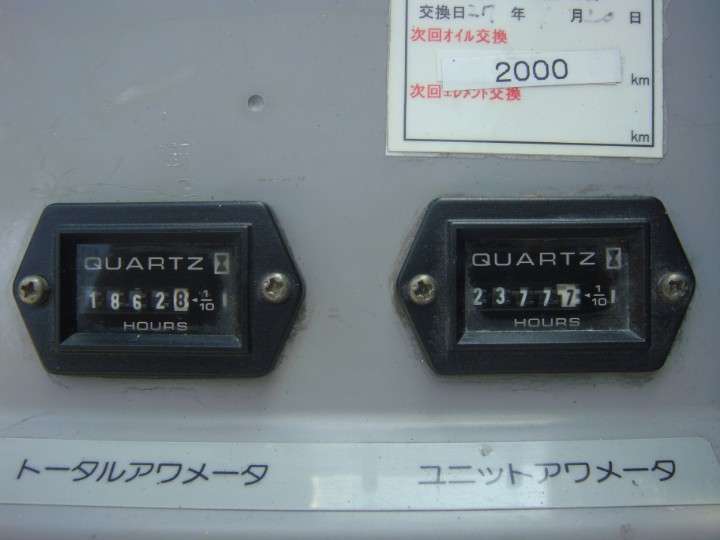 交換日27年 月 日
次回オイル交換
2000 km
次回エレメント交換
km
QUARTZ
18628 1/10
HOURS
QUARTZ
23777 1/10
HOURS
トータルアワメータ
ユニットアワメータ